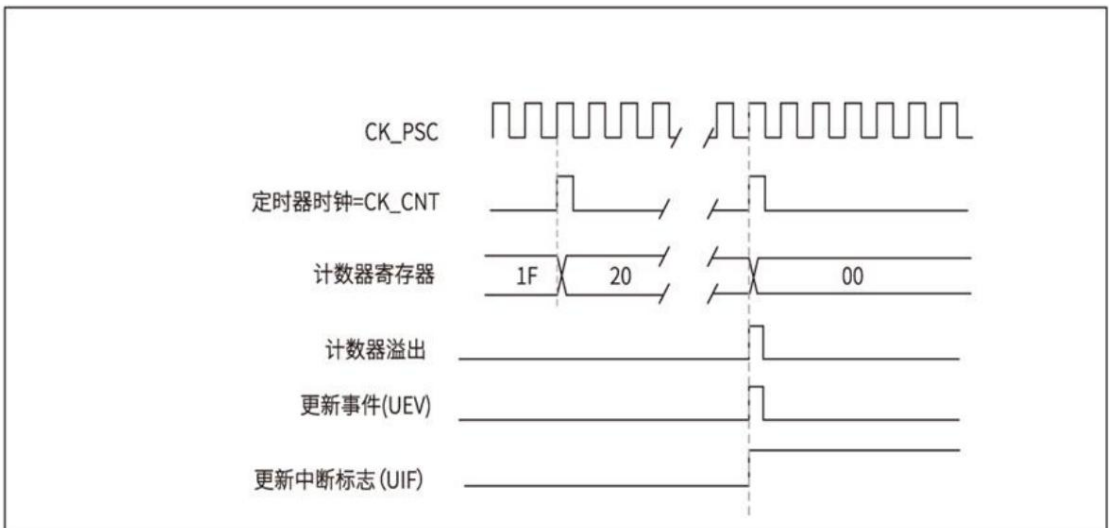 CK_PSC
定时器时钟=CK_CNT
计数器寄存器
1F
20
00
计数器溢出
更新事件(UEV)
更新中断标志(UIF)